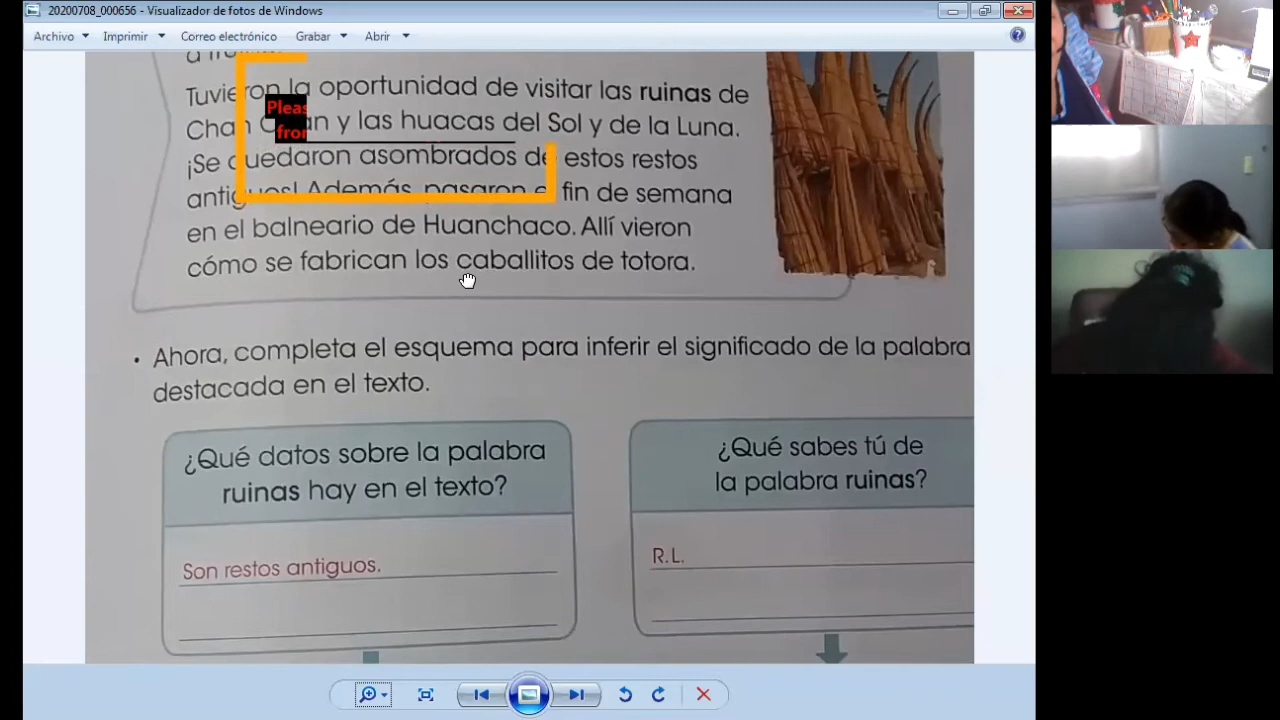 20200708_000656 - Visualizador de fotos de Windows
Archivo Imprimir Correo electrónico Grabar Abrir
Tuvieron la oportunidad de visitar las ruinas de
Chan Chan y las huacas del Sol y de la Luna.
¡Se quedaron asombrados de estos restos
antiguos! Además, pasaron el fin de semana
en el balneario de Huanchaco. Allí vieron
cómo se fabrican los caballitos de totora.
Pleas
fron
• Ahora, completa el esquema para inferir el significado de la palabra
destacada en el texto.
¿Qué datos sobre la palabra
ruinas hay en el texto?
Son restos antiguos.
¿Qué sabes tú de
la palabra ruinas?
R.L.